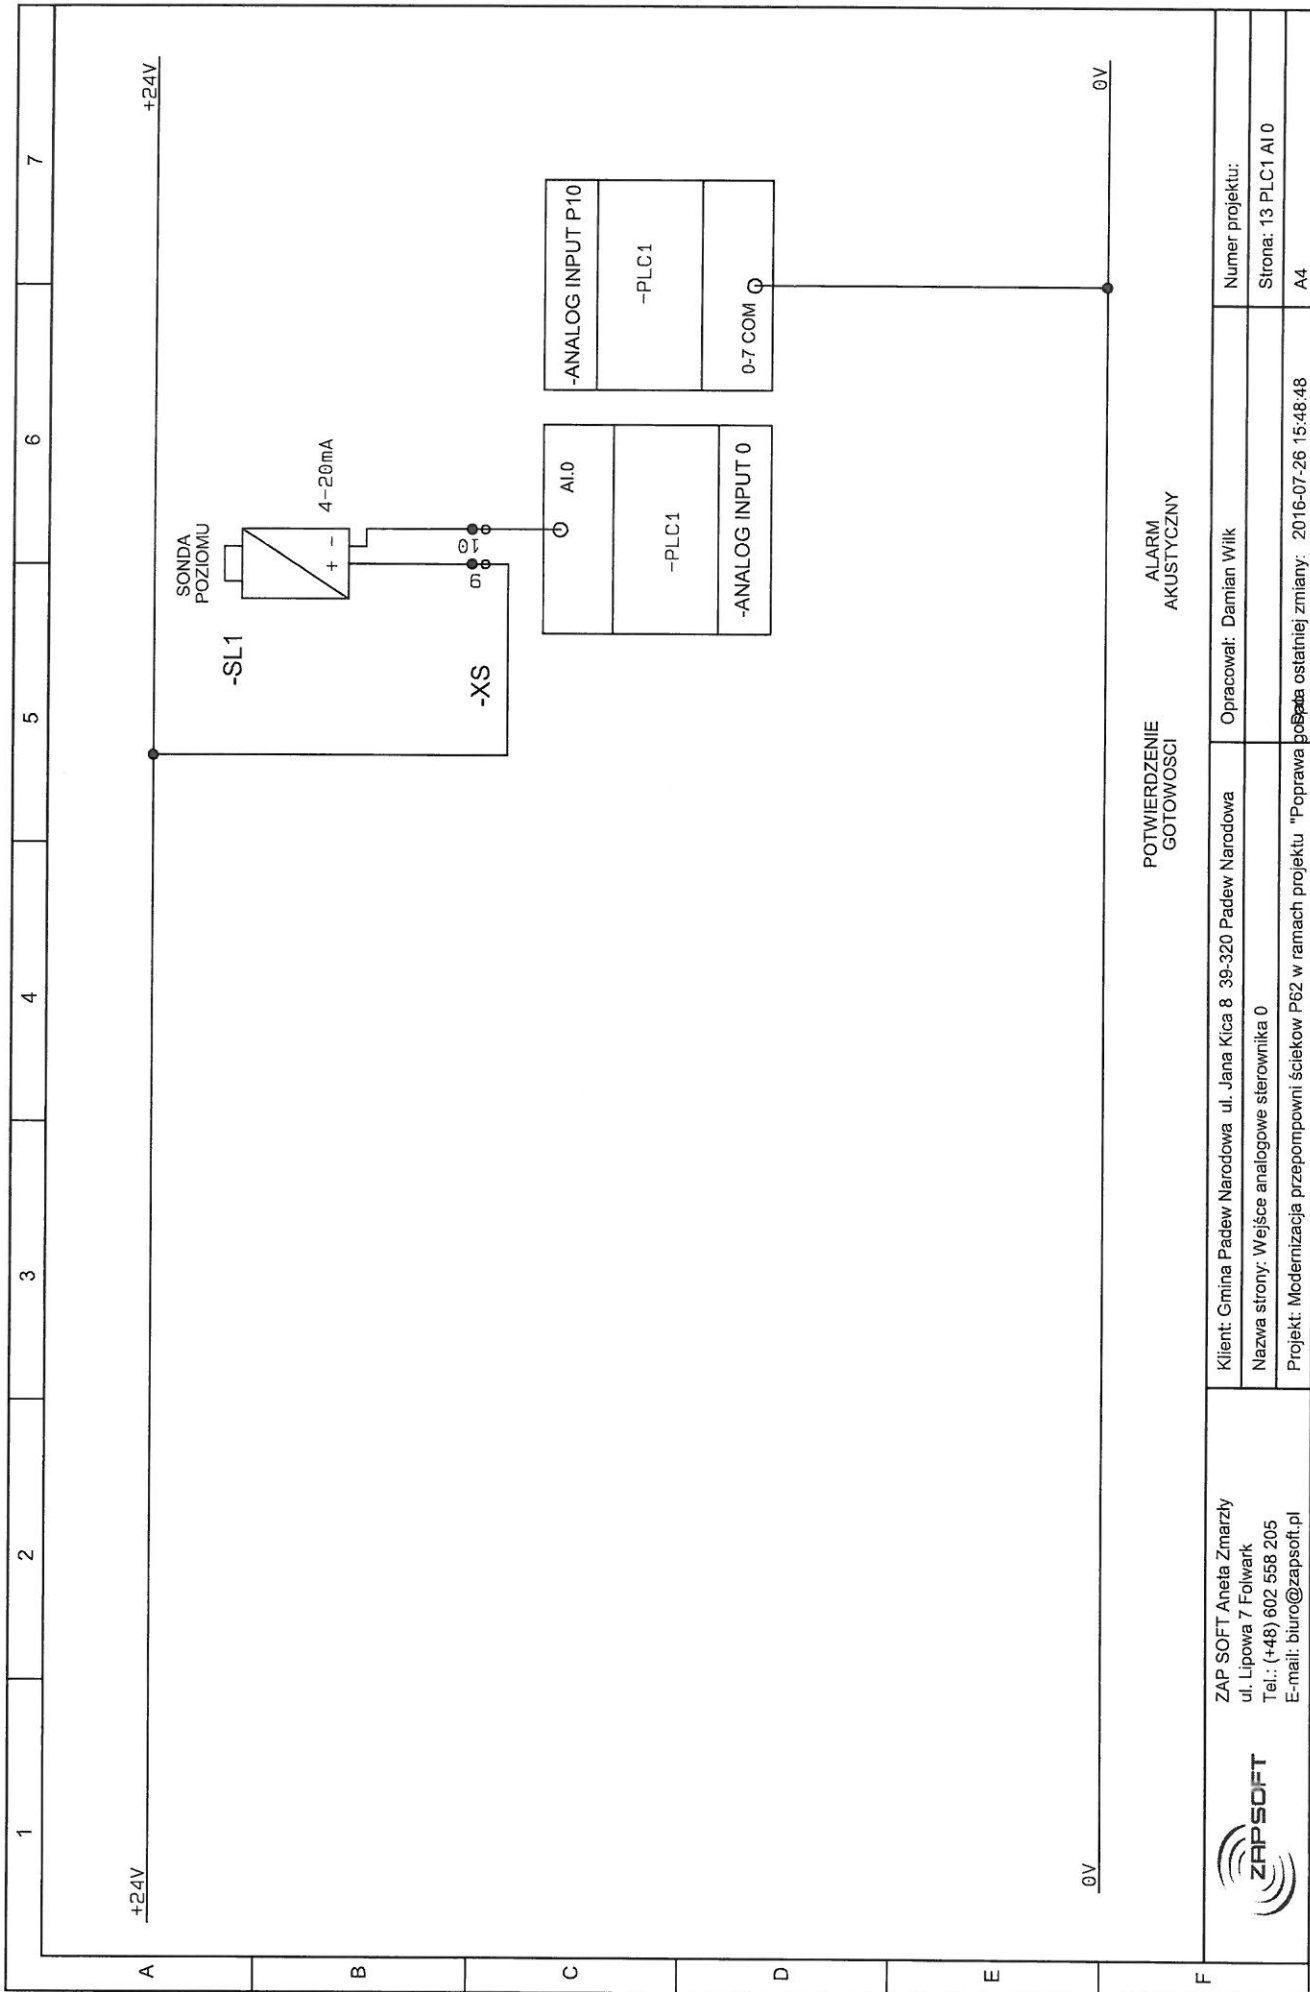 1 2 3 4 5 6 7
A
B
C
D
E
F
+24V
+24V
SONDA
POZIOMU
-SL1
+ -
4-20mA
-XS
9 10
AI.0
-PLC1
-ANALOG INPUT 0
-ANALOG INPUT P10
-PLC1
0-7 COM
0V
0V
POTWIERDZENIE
GOTOWOSCI
ALARM
AKUSTYCZNY
ZAPSOFT
ZAP SOFT Aneta Zmarzły
ul. Lipowa 7 Folwark
Tel.: (+48) 602 558 205
E-mail: biuro@zapsoft.pl
Klient: Gmina Padew Narodowa ul. Jana Kica 8 39-320 Padew Narodowa
Opracował: Damian Wilk
Numer projektu:
Nazwa strony: Wejśce analogowe sterownika 0
Strona: 13 PLC1 AI 0
Projekt: Modernizacja przepompowni ściekow P62 w ramach projektu "Poprawa ostatniej zmiany: 2016-07-26 15:48:48
A4